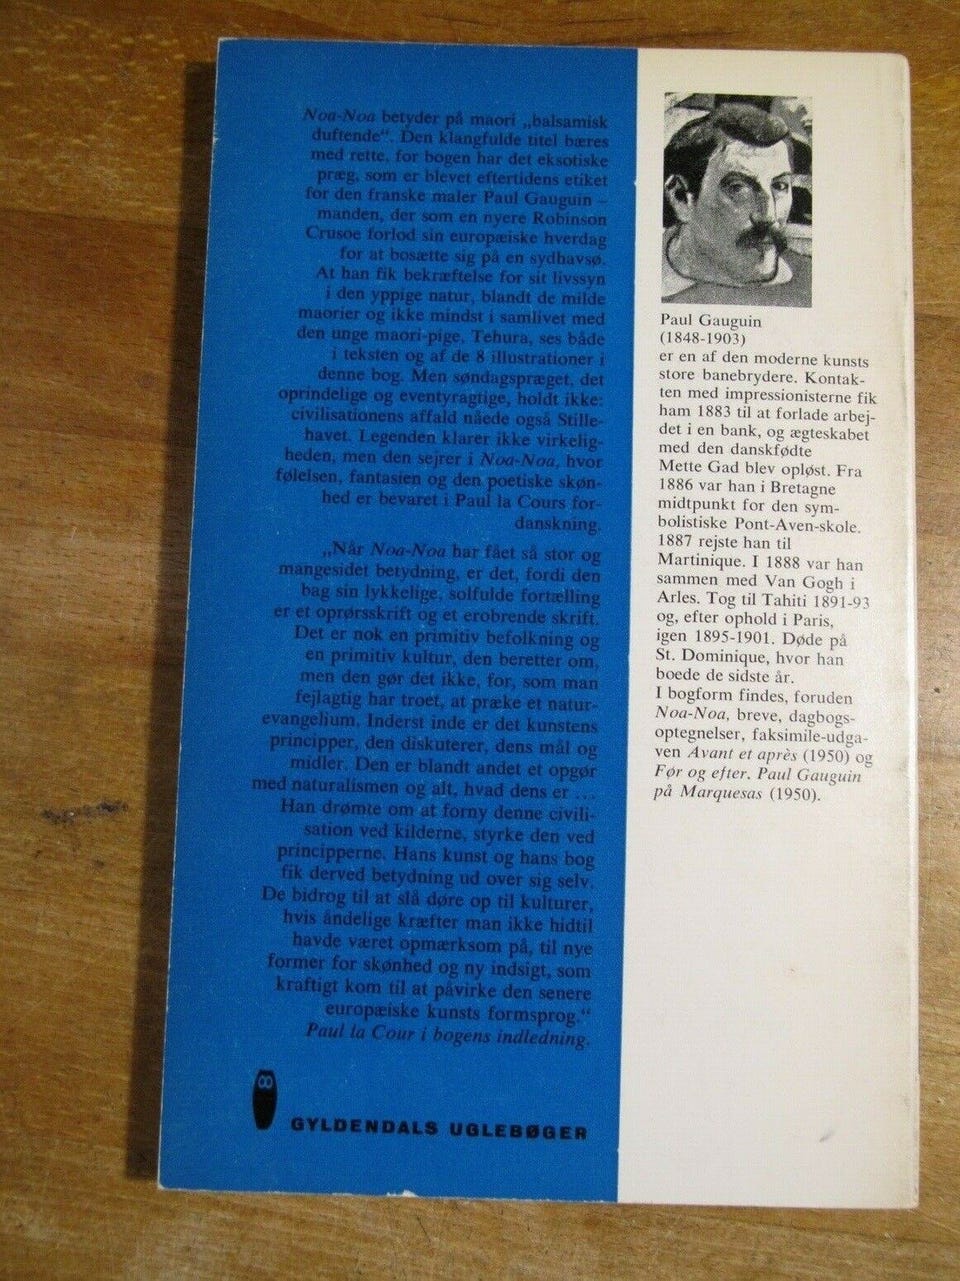 Noa-Noa betyder på maori „balsamisk
duftende“. Den klangfulde titel bæres
med rette, for bogen har det eksotiske
præg, som er blevet eftertidens etiket
for den franske maler Paul Gauguin –
manden, der som en nyere Robinson
Crusoe forlod sin europæiske hverdag
for at bosætte sig på en sydhavsø.
At han fik bekræftelse for sit livssyn
i den yppige natur, blandt de milde
maorier og ikke mindst i samlivet med
den unge maori-pige, Tehura, ses både
i teksten og af de 8 illustrationer i
denne bog. Men søndagspræget, det
oprindelige og eventyragtige, holdt ikke:
civilisationens affald nåede også Stille-
havet. Legenden klarer ikke virkelig-
heden, men den sejrer i Noa-Noa, hvor
følelsen, fantasien og den poetiske skøn-
hed er bevaret i Paul la Cours for-
danskning.
„Når Noa-Noa har fået så stor og
mangesidet betydning, er det, fordi den
bag sin lykkelige, solfulde fortælling
er et oprørsskrift og et erobrende skrift.
Det er nok en primitiv befolkning og
en primitiv kultur, den beretter om,
men den gør det ikke, for, som man
fejlagtig har troet, at præke et natur-
evangelium. Inderst inde er det kunstens
principper, den diskuterer, dens mål og
midler. Den er blandt andet et opgør
med naturalismen og alt, hvad dens er ...
Han drømte om at forny denne civili-
sation ved kilderne, styrke den ved
principperne. Hans kunst og hans bog
fik derved betydning ud over sig selv.
De bidrog til at slå døre op til kulturer,
hvis åndelige kræfter man ikke hidtil
havde været opmærksom på, til nye
former for skønhed og ny indsigt, som
kraftigt kom til at påvirke den senere
europæiske kunsts formsprog.“
Paul la Cour i bogens indledning.
GYLDENDALS UGLEBØGER
Paul Gauguin
(1848-1903)
er en af den moderne kunsts
store banebrydere. Kontak-
ten med impressionisterne fik
ham 1883 til at forlade arbej-
det i en bank, og ægteskabet
med den danskfødte
Mette Gad blev opløst. Fra
1886 var han i Bretagne
midtpunkt for den sym-
bolistiske Pont-Aven-skole.
1887 rejste han til
Martinique. I 1888 var han
sammen med Van Gogh i
Arles. Tog til Tahiti 1891-93
og, efter ophold i Paris,
igen 1895-1901. Døde på
St. Dominique, hvor han
boede de sidste år.
I bogform findes, foruden
Noa-Noa, breve, dagbogs-
optegnelser, faksimile-udga-
ven Avant et après (1950) og
Før og efter. Paul Gauguin
på Marquesas (1950).